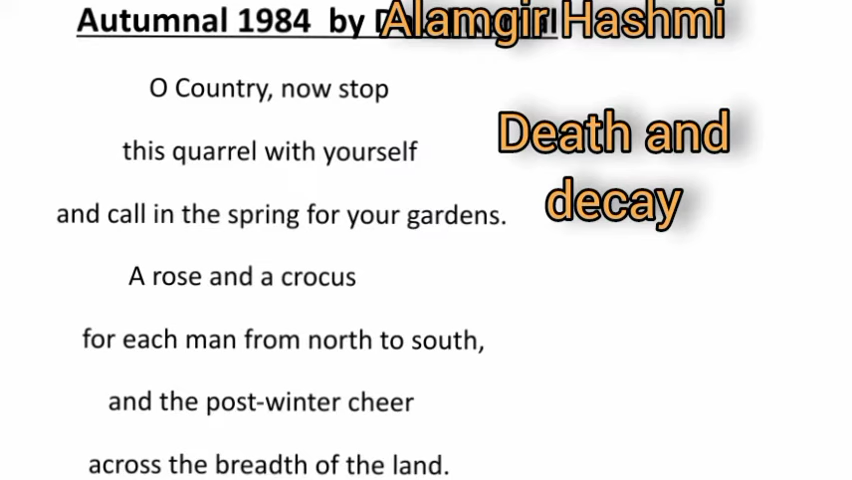 Autumnal 1984 by
Alamgir Hashmi
O Country, now stop
this quarrel with yourself
and call in the spring for your gardens.
A rose and a crocus
for each man from north to south,
and the post-winter cheer
across the breadth of the land.
Death and
decay